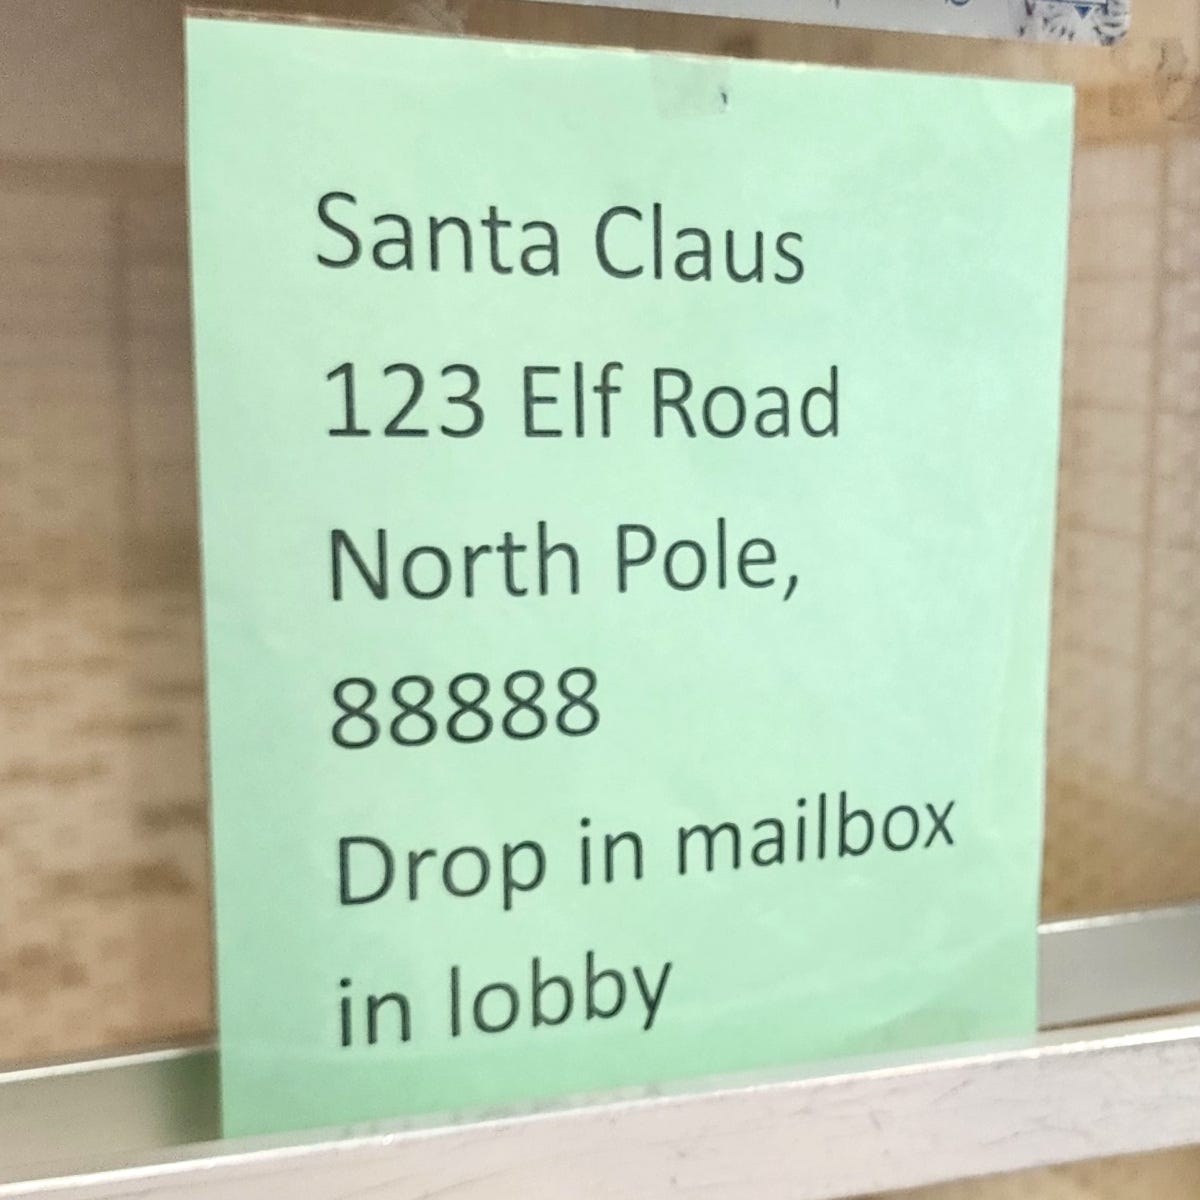 Santa Claus
123 Elf Road
North Pole,
88888
Drop in mailbox
in lobby